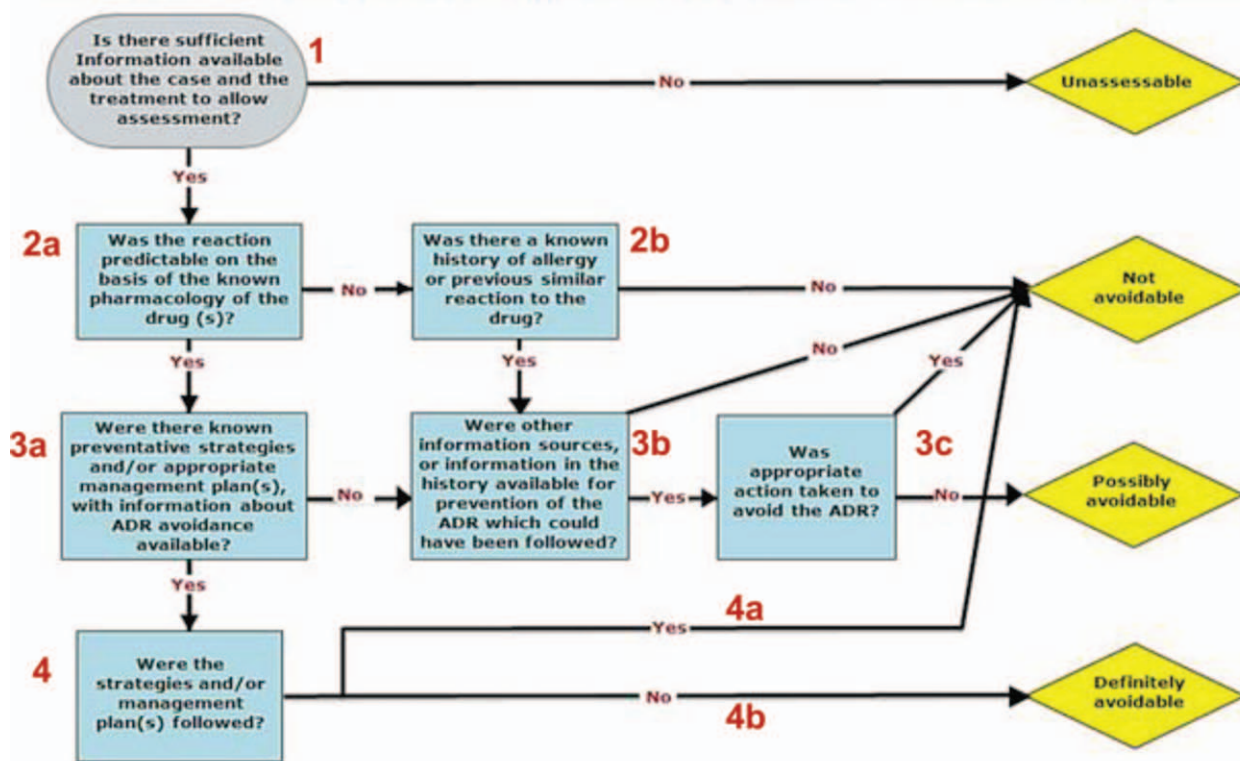 Is there sufficient
Information available
about the case and the
treatment to allow
assessment?
1
No
Unassessable
Yes
2a
Was the reaction
predictable on the
basis of the known
pharmacology of the
drug (s)?
No
Was there a known
history of allergy
or previous similar
reaction to the
drug?
2b
No
Not
avoidable
Yes
Yes
No
Yes
3a
Were there known
preventative strategies
and/or appropriate
management plan(s),
with information about
ADR avoidance
available?
No
Were other
information sources,
or information in the
history available for
prevention of the
ADR which could
have been followed?
3b
Yes
Was
appropriate
action taken to
avoid the ADR?
3c
No
Possibly
avoidable
Yes
4a
Yes
4
Were the
strategies and/or
management
plan(s) followed?
No
4b
Definitely
avoidable